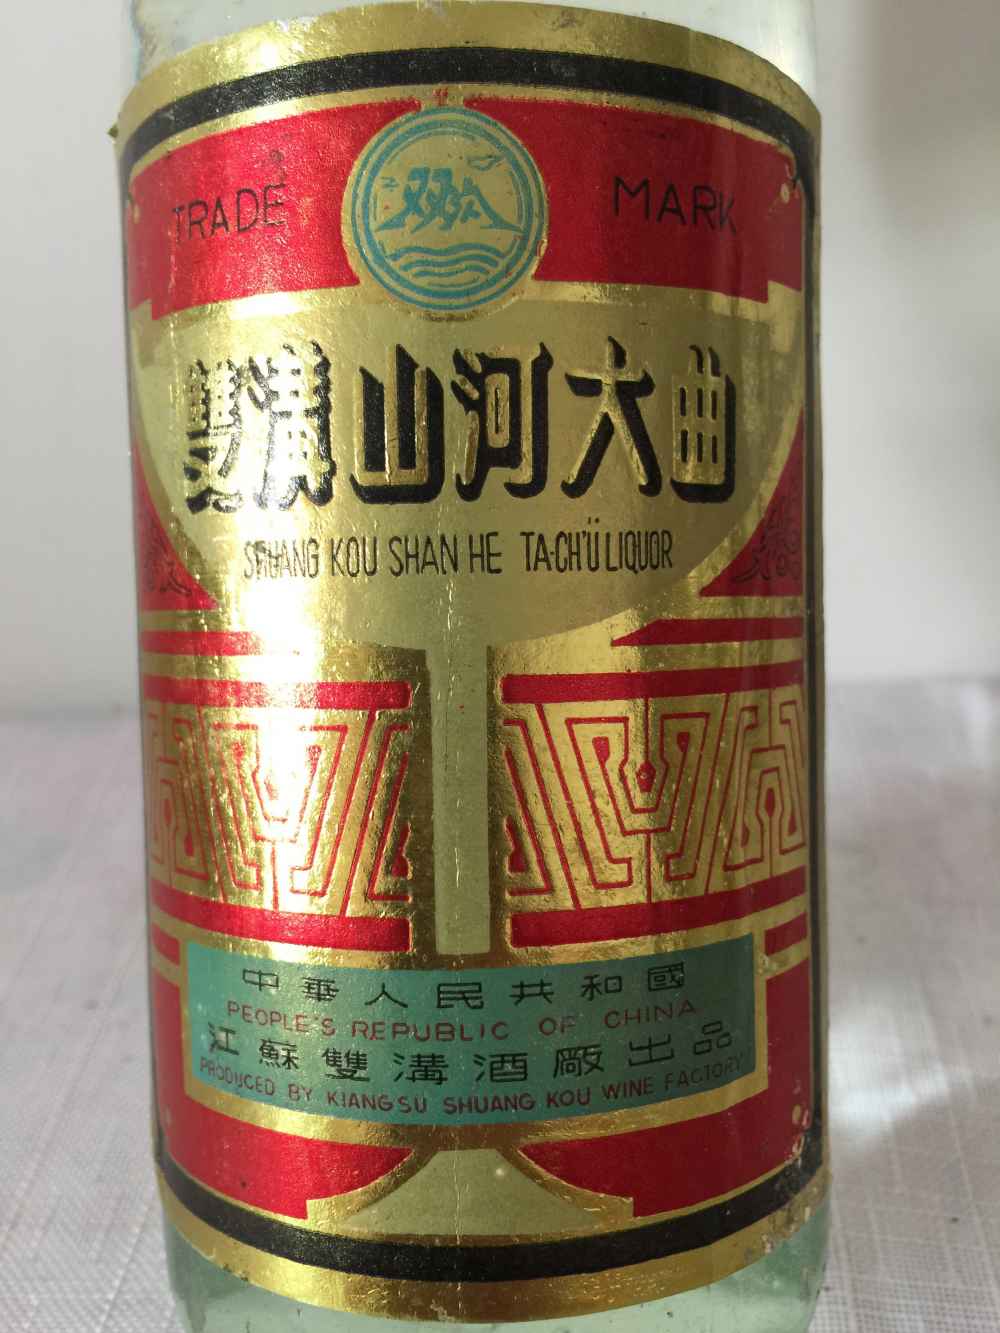 TRADE 双沟 MARK
雙溝山河大曲
SHUANG KOU SHAN HE TA-CH'Ü LIQUOR
中華人民共和國
PEOPLE'S REPUBLIC OF CHINA
江蘇雙溝酒廠出品
PRODUCED BY KIANGSU SHUANG KOU WINE FACTORY